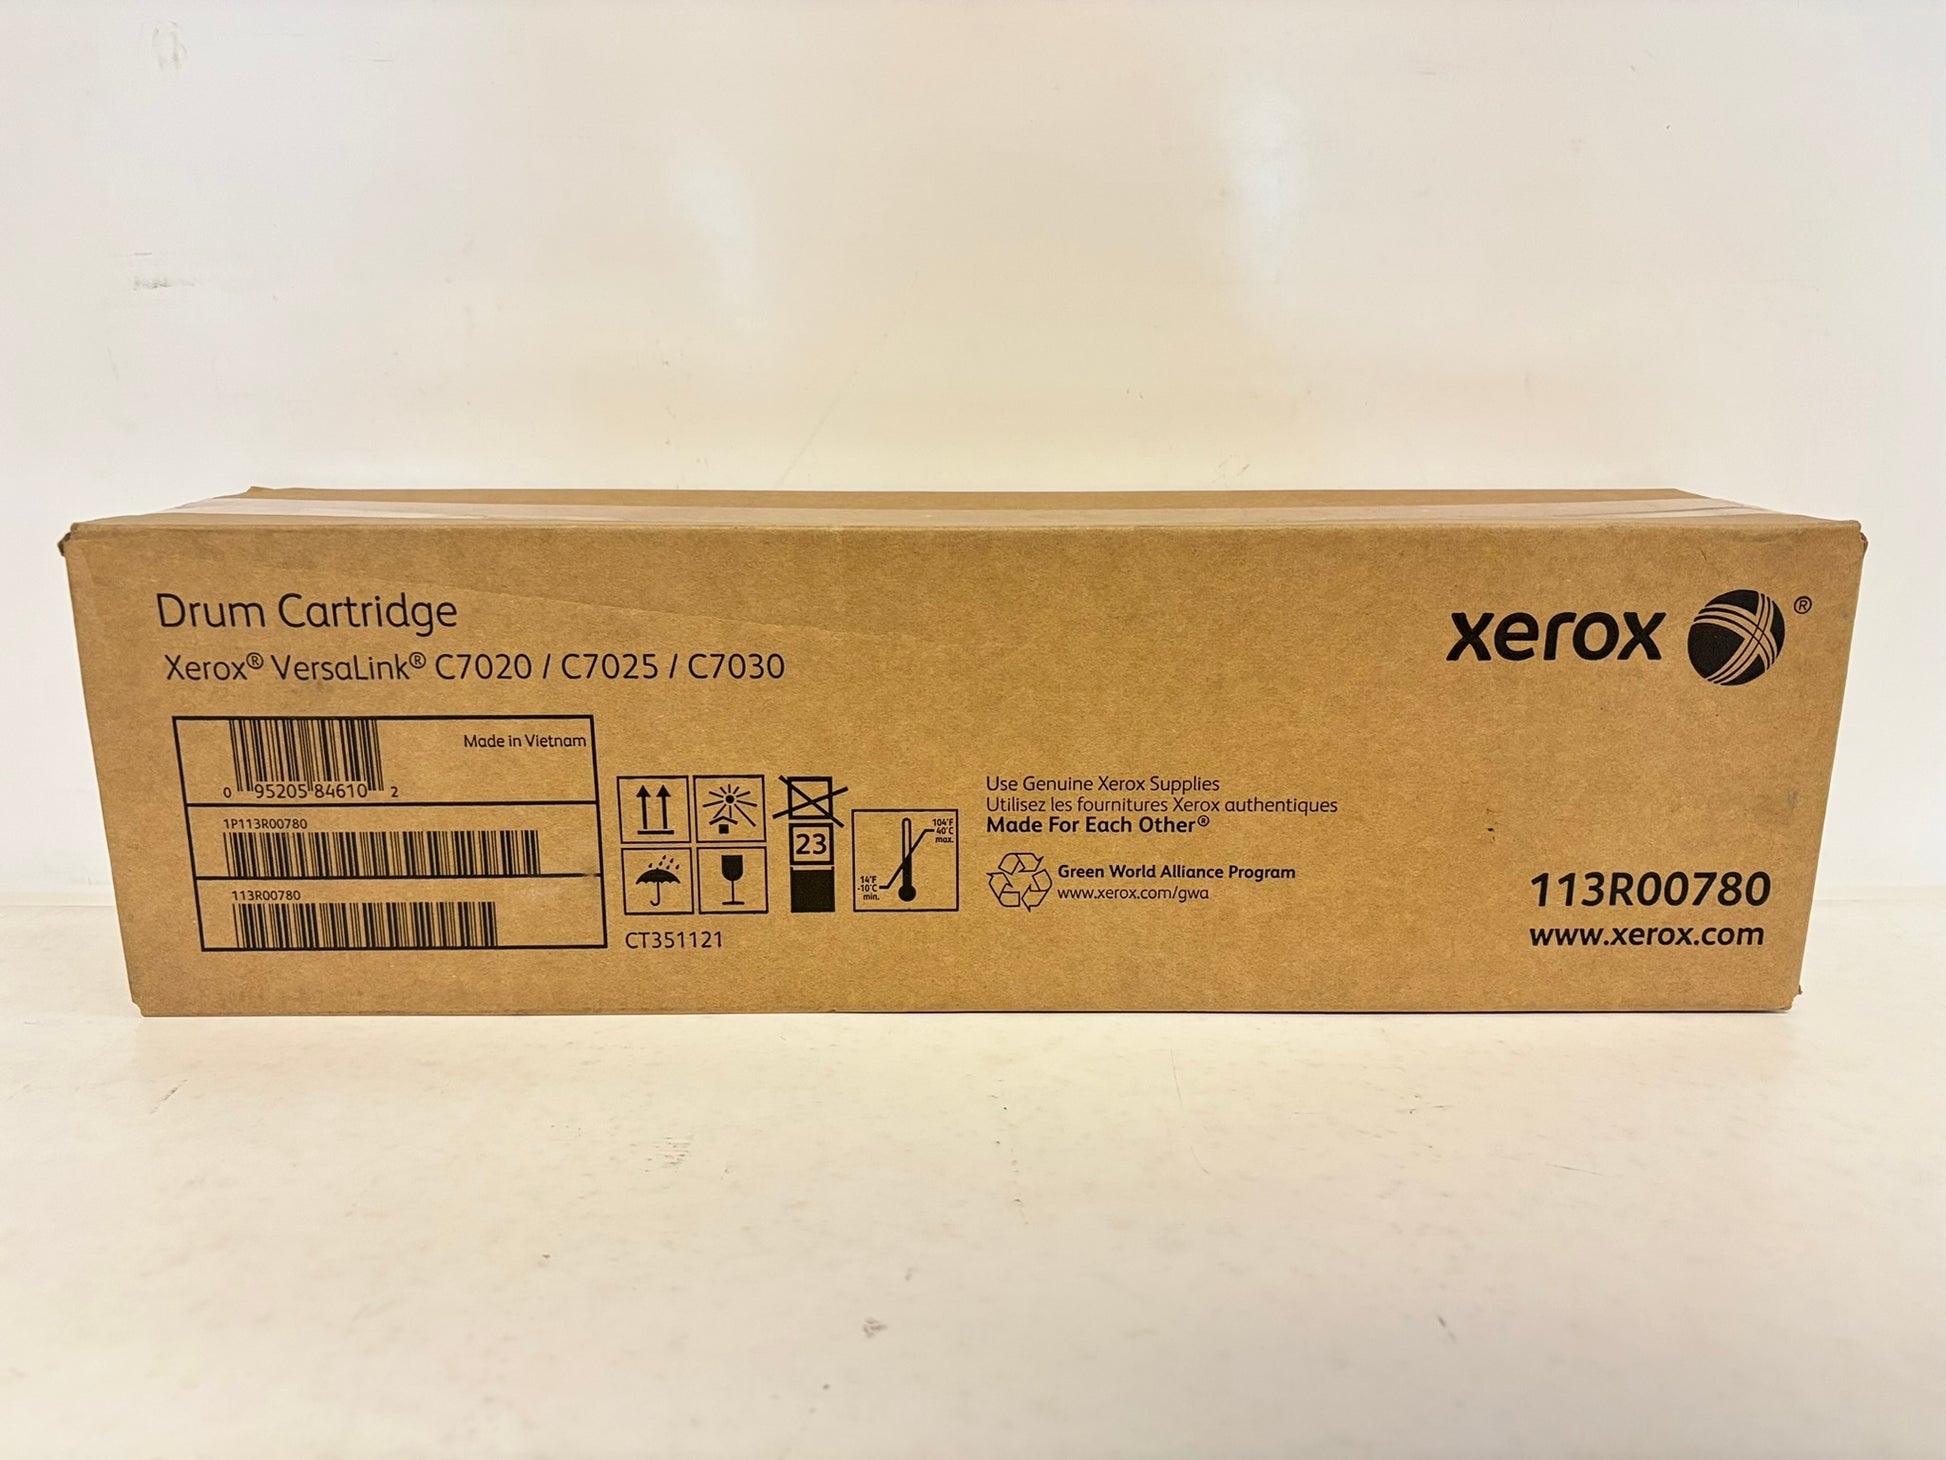 Drum Cartridge
Xerox® VersaLink® C7020 / C7025 / C7030
xerox ®
Made in Vietnam
0 95205 84610 2
1P113R00780
113R00780
23
CT351121
104°F
40°C
max.
14°F
-10°C
min.
Use Genuine Xerox Supplies
Utilisez les fournitures Xerox authentiques
Made For Each Other®
Green World Alliance Program
www.xerox.com/gwa
113R00780
www.xerox.com